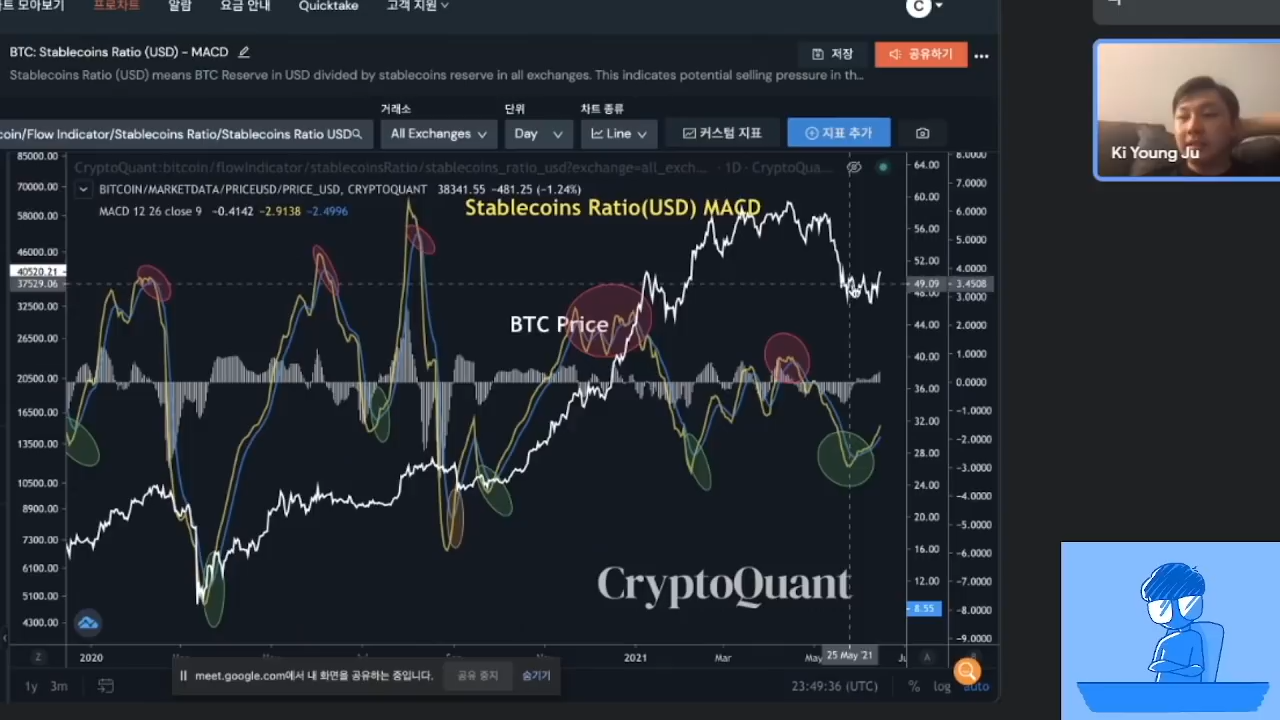 트 모아보기 프로차트 알람 요금 안내 Quicktake 고객 지원
C
BTC: Stablecoins Ratio (USD) - MACD
저장
공유하기
Stablecoins Ratio (USD) means BTC Reserve in USD divided by stablecoins reserve in all exchanges. This indicates potential selling pressure in th...
거래소 단위 차트 종류
coin/Flow Indicator/Stablecoins Ratio/Stablecoins Ratio USD
All Exchanges Day Line 커스텀 지표 지표 추가
Ki Young Ju
CryptoQuant:bitcoin/flowIndicator/stablecoinsRatio/stablecoins_ratio_usd?exchange=all_exch... · 1D · CryptoQua...
BITCOIN/MARKETDATA/PRICEUSD/PRICE_USD, CRYPTOQUANT 38341.55 -481.25 (-1.24%)
MACD 12 26 close 9 -0.4142 -2.9138 -2.4996
Stablecoins Ratio(USD) MACD
BTC Price
CryptoQuant
85000.00
70000.00
58000.00
46000.00
40520.21
37529.06
32500.00
26500.00
20500.00
16500.00
13500.00
10500.00
8900.00
7300.00
6100.00
5100.00
4300.00
64.00
60.00
56.00
52.00
49.09
48.00
44.00
40.00
36.00
32.00
28.00
24.00
20.00
16.00
12.00
8.55
8.0000
7.0000
6.0000
5.0000
4.0000
3.4508
3.0000
2.0000
1.0000
0.0000
-1.0000
-2.0000
-3.0000
-4.0000
-5.0000
-6.0000
-7.0000
-8.0000
-9.0000
Z 2020 2021 Mar May 25 May '21 Ju A
meet.google.com에서 내 화면을 공유하는 중입니다. 공유 중지 숨기기
1y 3m 23:49:36 (UTC) % log auto